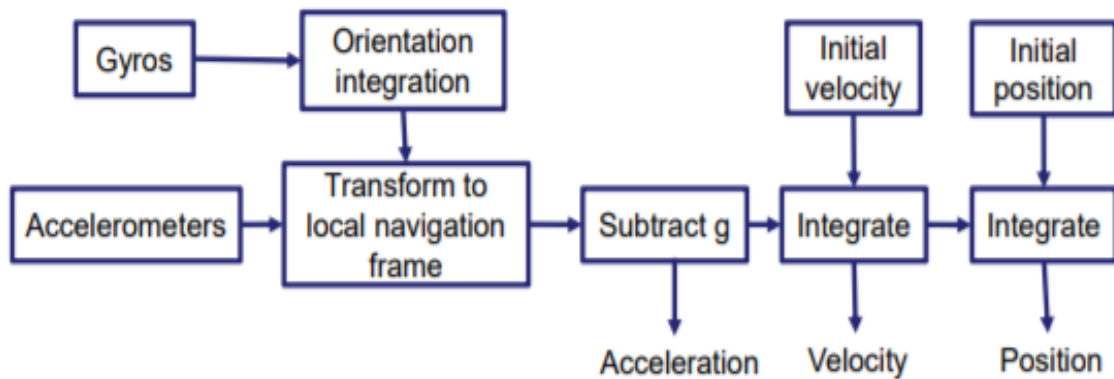 Gyros
Orientation
integration
Initial
velocity
Initial
position
Accelerometers
Transform to
local navigation
frame
Subtract g
Integrate
Integrate
Acceleration
Velocity
Position